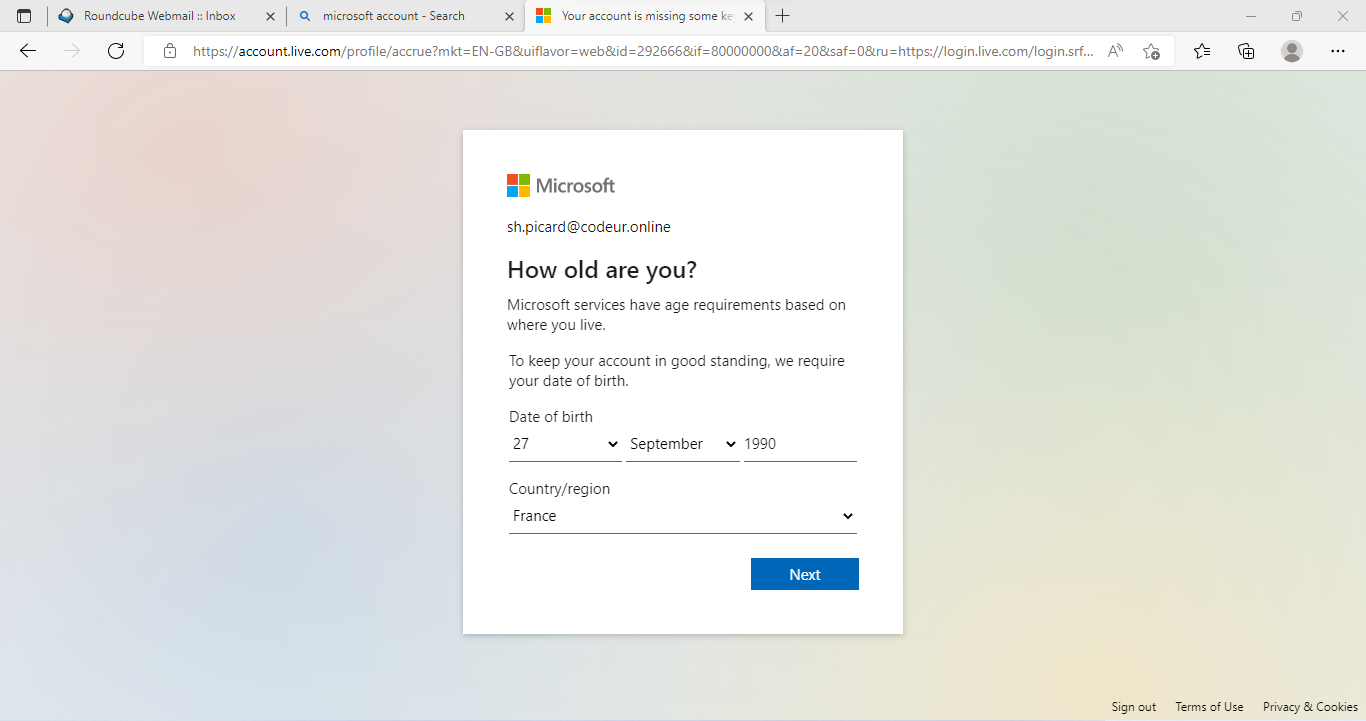 Roundcube Webmail :: Inbox
microsoft account - Search
Your account is missing some ke
https://account.live.com/profile/accrue?mkt=EN-GB&uiflavor=web&id=292666&if=80000000&af=20&saf=0&ru=https://login.live.com/login.srf...
Microsoft
sh.picard@codeur.online
How old are you?
Microsoft services have age requirements based on
where you live.
To keep your account in good standing, we require
your date of birth.
Date of birth
27 September 1990
Country/region
France
Next
Sign out Terms of Use Privacy & Cookies